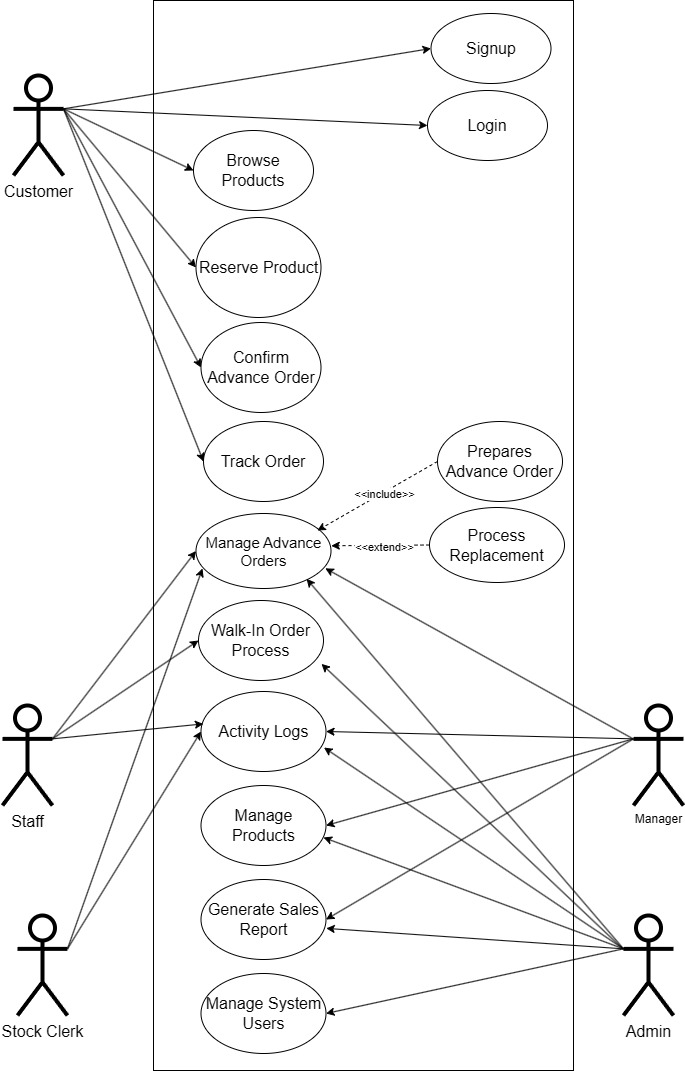 Signup
Login
Customer
Browse
Products
Reserve Product
Confirm
Advance Order
Track Order
Prepares
Advance Order
<<include>>
Manage Advance
Orders
<<extend>>
Process
Replacement
Walk-In Order
Process
Activity Logs
Staff
Manager
Manage
Products
Generate Sales
Report
Stock Clerk
Admin
Manage System
Users